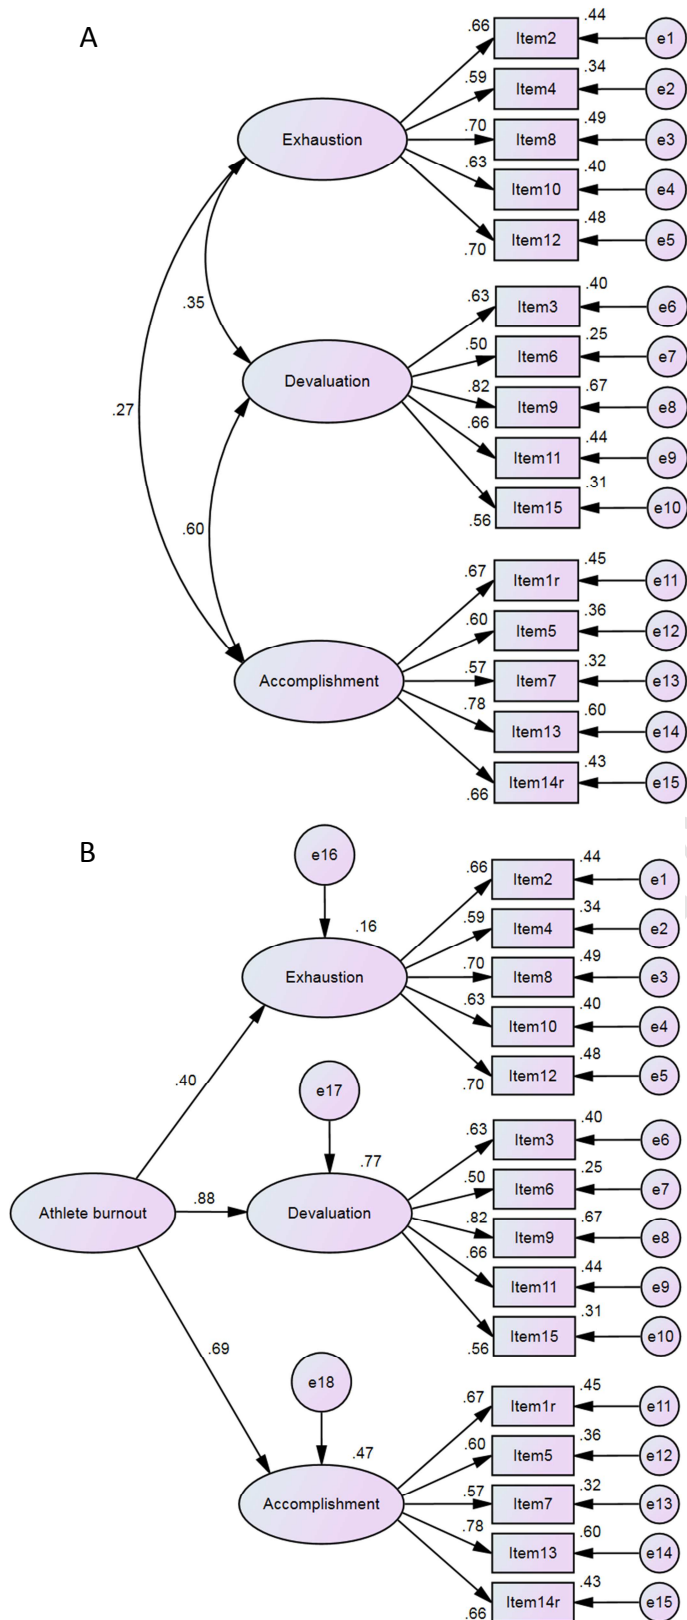 A
.66 Item2 .44 e1
.59 Item4 .34 e2
Exhaustion .70 Item8 .49 e3
.63 Item10 .40 e4
.70 Item12 .48 e5
.35
.63 Item3 .40 e6
.50 Item6 .25 e7
Devaluation .82 Item9 .67 e8
.27
.66 Item11 .44 e9
.56 Item15 .31 e10
.60
.67 Item1r .45 e11
.60 Item5 .36 e12
Accomplishment .57 Item7 .32 e13
.78 Item13 .60 e14
.66 Item14r .43 e15
B
e16
.66 Item2 .44 e1
.16
.59 Item4 .34 e2
Exhaustion .70 Item8 .49 e3
.63 Item10 .40 e4
.70 Item12 .48 e5
.40
e17
.63 Item3 .40 e6
.77
.50 Item6 .25 e7
Athlete burnout .88 Devaluation .82 Item9 .67 e8
.66 Item11 .44 e9
.56 Item15 .31 e10
.69
e18
.67 Item1r .45 e11
.47
.60 Item5 .36 e12
Accomplishment .57 Item7 .32 e13
.78 Item13 .60 e14
.66 Item14r .43 e15